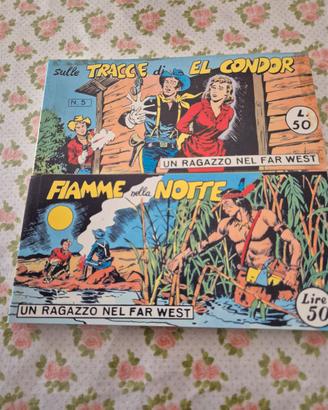 sulle TRACCE di EL CONDOR
N. 5
L. 50
UN RAGAZZO NEL FAR WEST
FIAMME nella NOTTE
UN RAGAZZO NEL FAR WEST
Lire 50